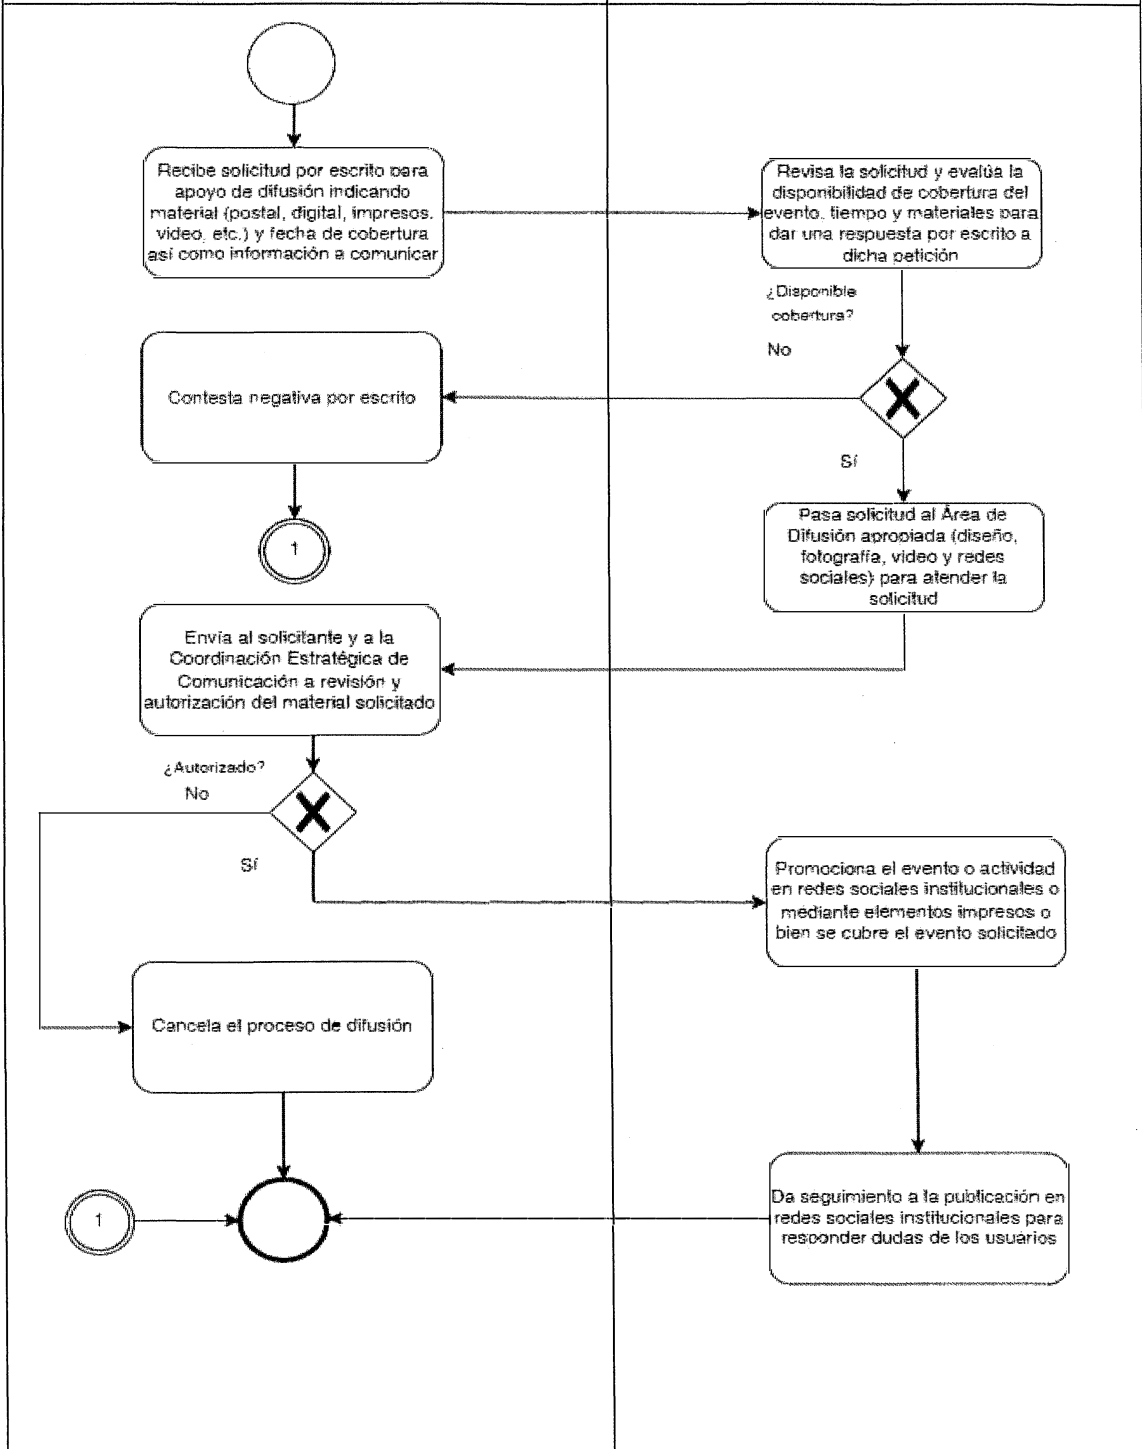 Recibe solicitud por escrito para
apoyo de difusión indicando
material (postal, digital, impresos.
video, etc.) y fecha de cobertura
así como información a comunicar
Revisa la solicitud y evalúa la
disponibilidad de cobertura del
evento, tiempo y materiales para
dar una respuesta por escrito a
dicha petición
¿Disponible
cobertura?
No
Contesta negativa por escrito
Sí
1
Pasa solicitud al Área de
Difusión apropiada (diseño,
fotografía, video y redes
sociales) para atender la
solicitud
Envía al solicitante y a la
Coordinación Estratégica de
Comunicación a revisión y
autorización del material solicitado
¿Autorizado?
No
Sí
Promociona el evento o actividad
en redes sociales institucionales o
mediante elementos impresos o
bien se cubre el evento solicitado
Cancela el proceso de difusión
1
Da seguimiento a la publicación en
redes sociales institucionales para
responder dudas de los usuarios